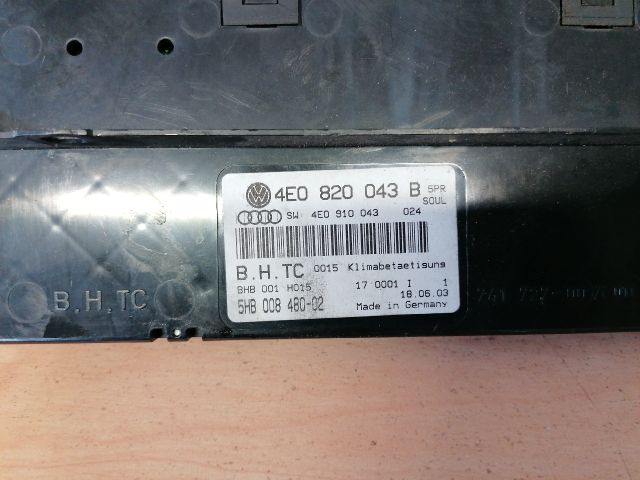 4E0 820 043 B 5PR
SOUL
SW: 4E0 910 043 024
B.H.TC 0015 Klimabetaetisung
BHB 001 H015 17 0001 I 1
18.06.03
5HB 008 480-02 Made in Germany
B.H.TC